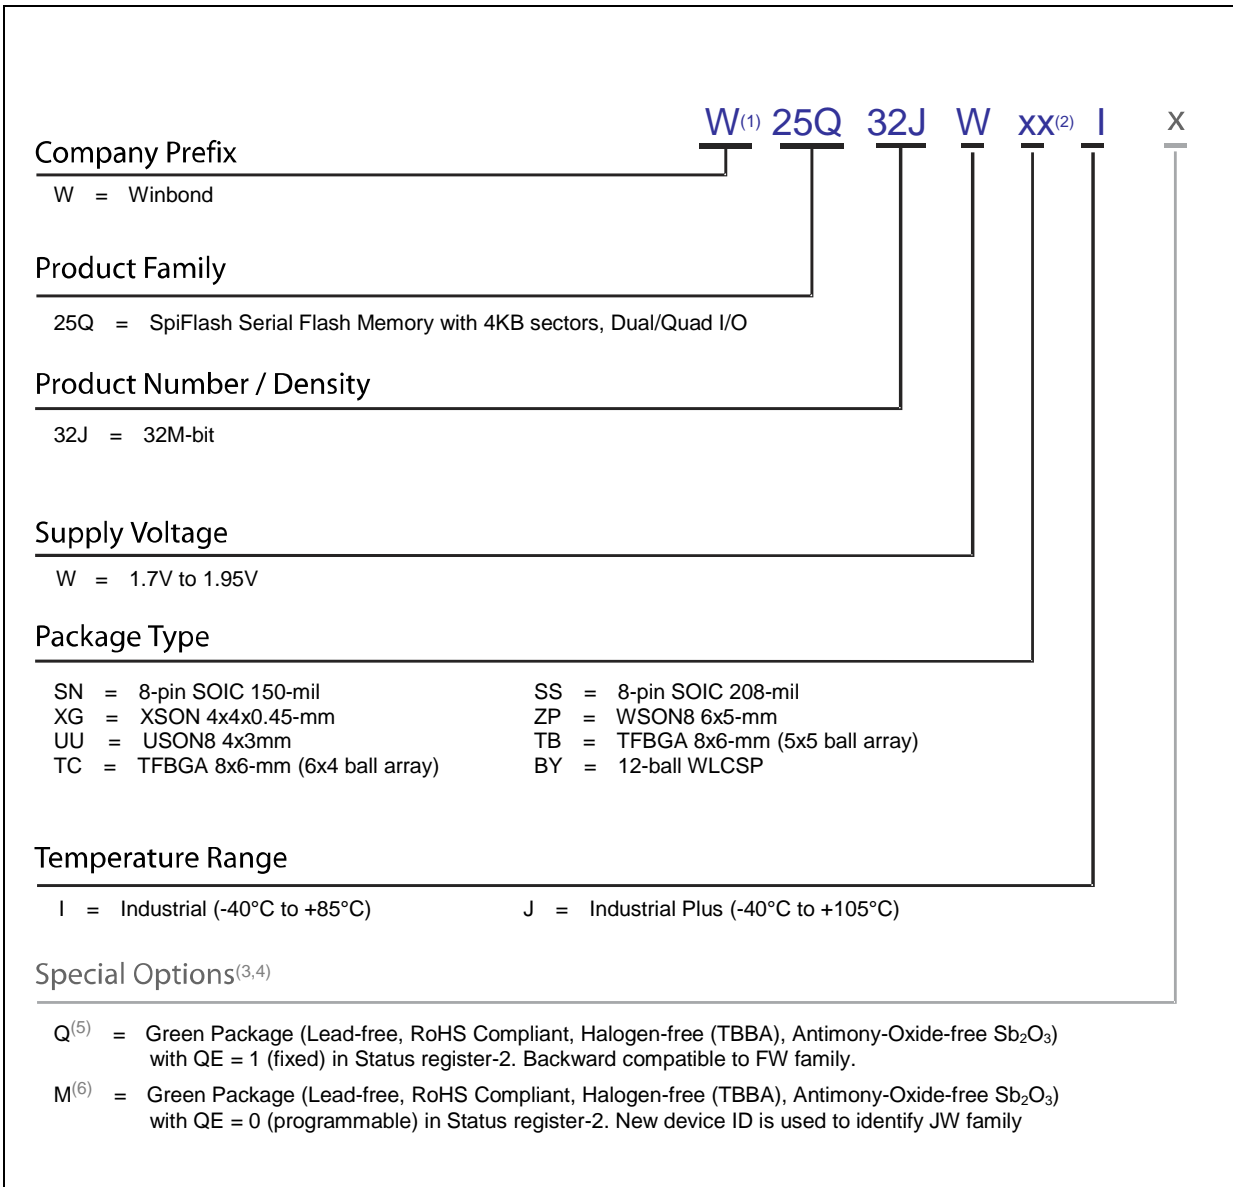 W(1) 25Q 32J W xx(2) I x
Company Prefix
W = Winbond
Product Family
25Q = SpiFlash Serial Flash Memory with 4KB sectors, Dual/Quad I/O
Product Number / Density
32J = 32M-bit
Supply Voltage
W = 1.7V to 1.95V
Package Type
SN = 8-pin SOIC 150-mil SS = 8-pin SOIC 208-mil
XG = XSON 4x4x0.45-mm ZP = WSON8 6x5-mm
UU = USON8 4x3mm TB = TFBGA 8x6-mm (5x5 ball array)
TC = TFBGA 8x6-mm (6x4 ball array) BY = 12-ball WLCSP
Temperature Range
I = Industrial (-40°C to +85°C) J = Industrial Plus (-40°C to +105°C)
Special Options(3,4)
Q(5) = Green Package (Lead-free, RoHS Compliant, Halogen-free (TBBA), Antimony-Oxide-free Sb₂O₃)
with QE = 1 (fixed) in Status register-2. Backward compatible to FW family.
M(6) = Green Package (Lead-free, RoHS Compliant, Halogen-free (TBBA), Antimony-Oxide-free Sb₂O₃)
with QE = 0 (programmable) in Status register-2. New device ID is used to identify JW family